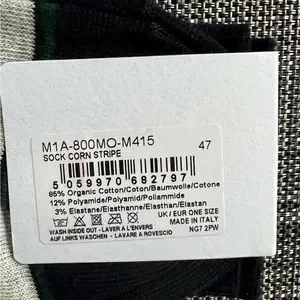 M1A-800MO-M415 47
SOCK CORN STRIPE
5 059970 682797
86% Organic Cotton/Coton/Baumwolle/Cotone
12% Polyamide/Polyamid/Poliammide
3% Elastane/Elasthanne/Elasthan/Elastan
WASH INSIDE OUT - LAVER A L'ENVERS
AUF LINKS WASCHEN - LAVARE A ROVESCIO
UK / EUR ONE SIZE
MADE IN ITALY
NG7 2PW